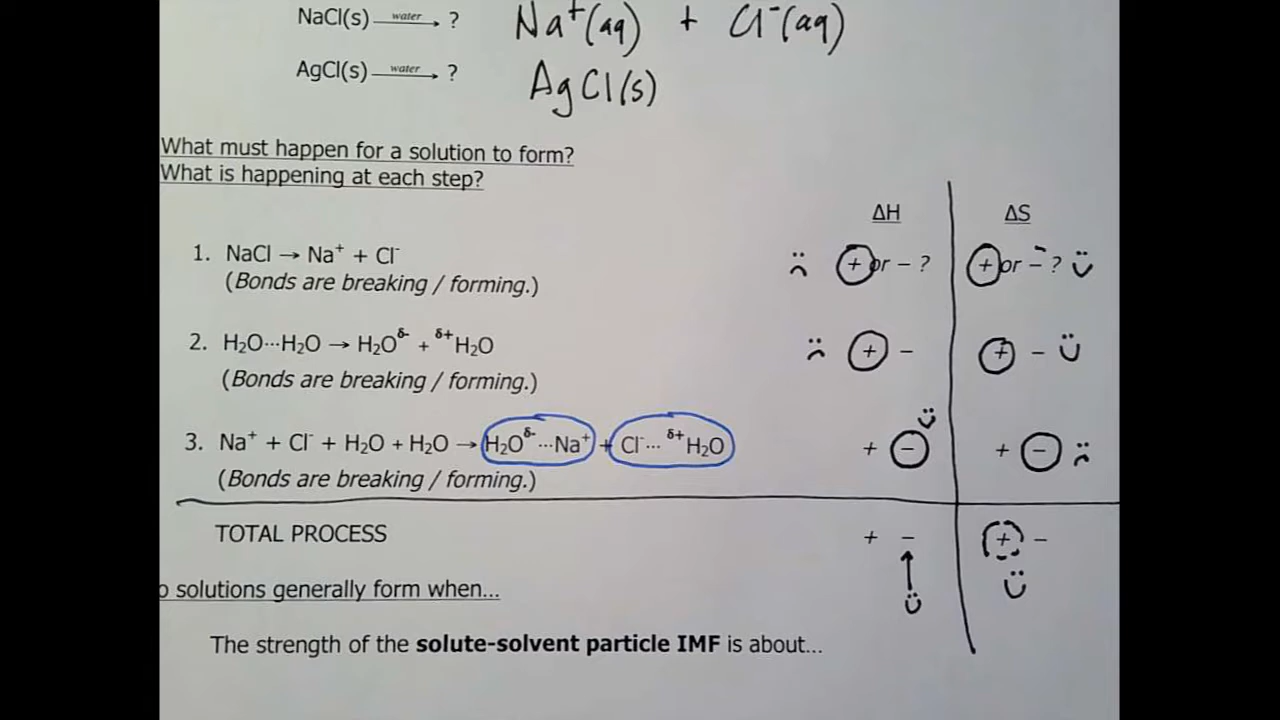 NaCl(s) —water→ ? Na⁺(aq) + Cl⁻(aq)
AgCl(s) —water→ ? AgCl(s)
What must happen for a solution to form?
What is happening at each step?
ΔH ΔS
1. NaCl → Na⁺ + Cl⁻ + or – ? + or – ?
(Bonds are breaking / forming.)
2. H₂O···H₂O → H₂O^δ- + ^δ+H₂O + – + –
(Bonds are breaking / forming.)
3. Na⁺ + Cl⁻ + H₂O + H₂O → H₂O^δ-···Na⁺ + Cl⁻··· ^δ+H₂O + – + –
(Bonds are breaking / forming.)
TOTAL PROCESS + – + –
o solutions generally form when...
The strength of the solute-solvent particle IMF is about...